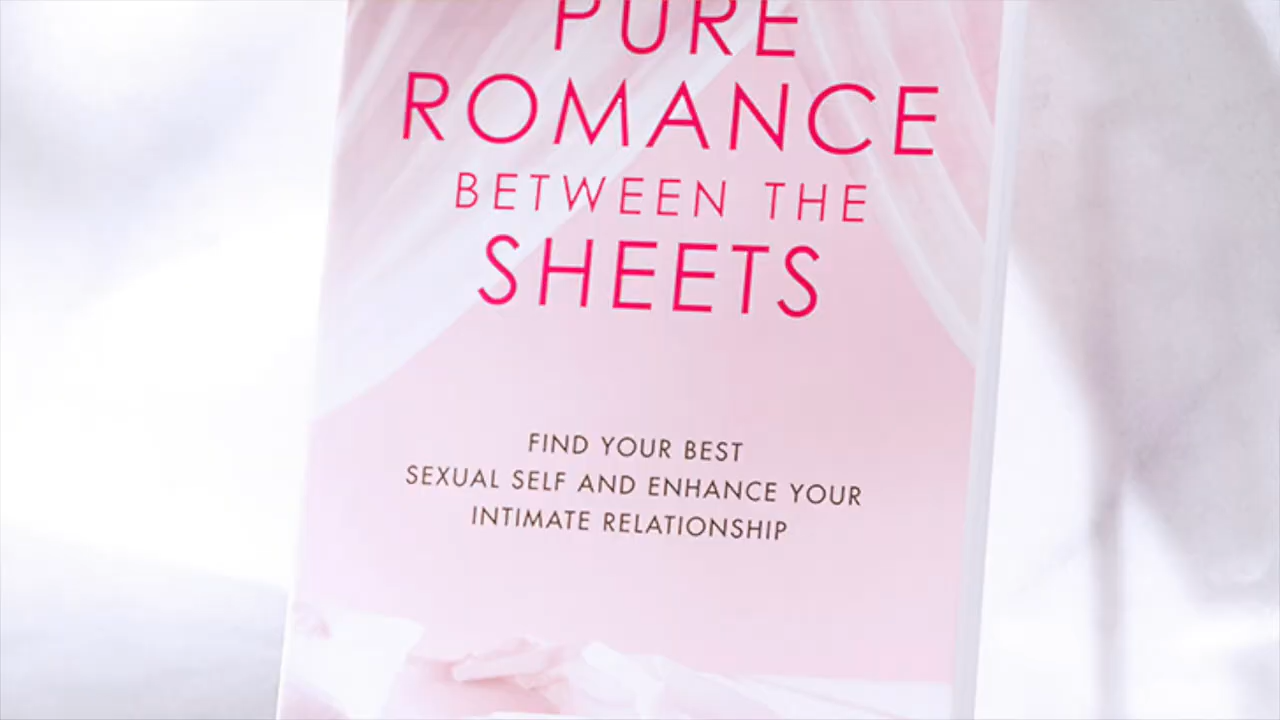 PURE
ROMANCE
BETWEEN THE
SHEETS
FIND YOUR BEST
SEXUAL SELF AND ENHANCE YOUR
INTIMATE RELATIONSHIP